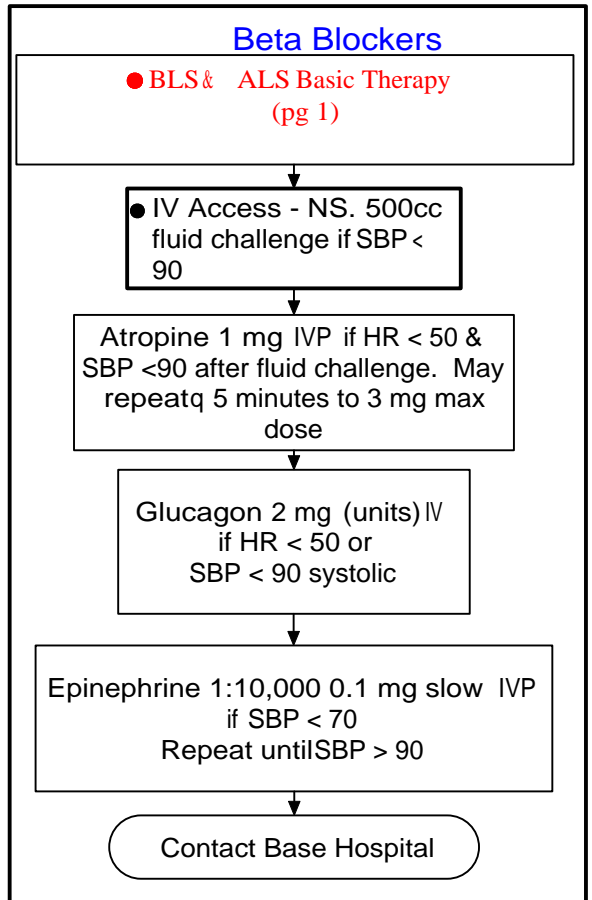 Beta Blockers
● BLS & ALS Basic Therapy
(pg 1)
● IV Access - NS. 500cc
fluid challenge if SBP <
90
Atropine 1 mg IVP if HR < 50 &
SBP <90 after fluid challenge. May
repeatq 5 minutes to 3 mg max
dose
Glucagon 2 mg (units) IV
if HR < 50 or
SBP < 90 systolic
Epinephrine 1:10,000 0.1 mg slow IVP
if SBP < 70
Repeat untilSBP > 90
Contact Base Hospital